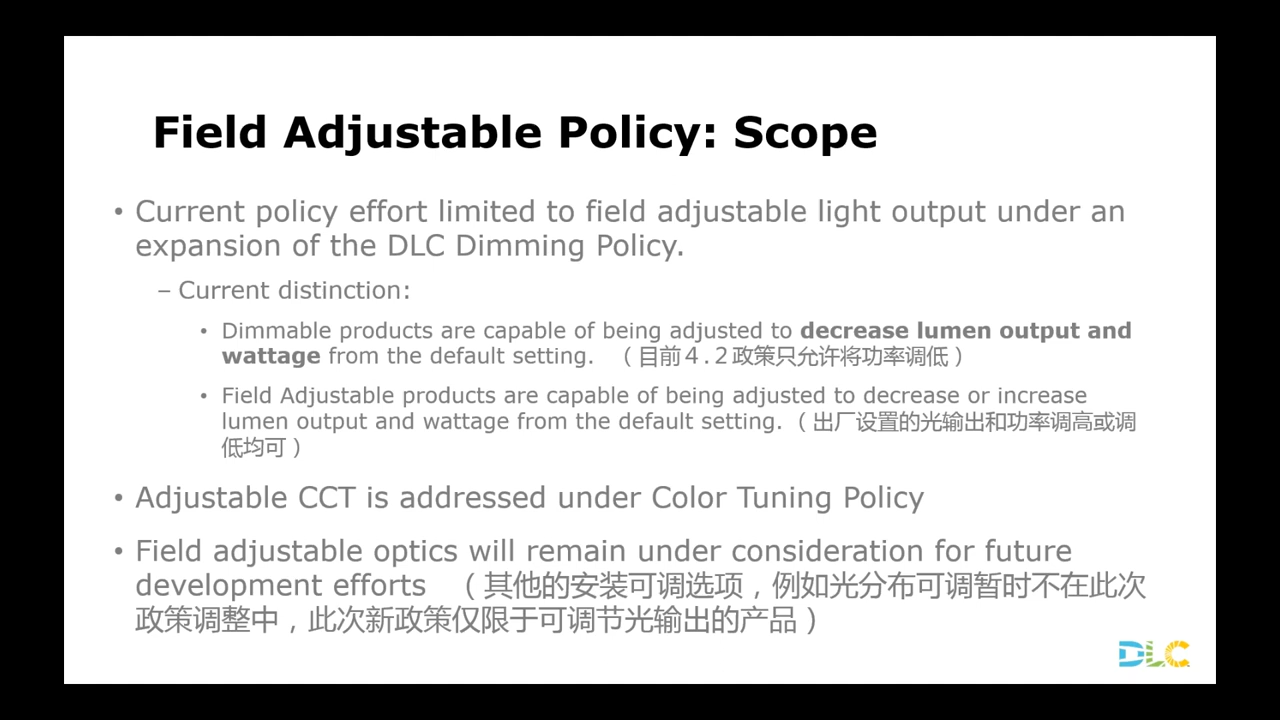 Field Adjustable Policy: Scope
• Current policy effort limited to field adjustable light output under an
expansion of the DLC Dimming Policy.
– Current distinction:
• Dimmable products are capable of being adjusted to decrease lumen output and
wattage from the default setting. （目前４.２政策只允许将功率调低）
• Field Adjustable products are capable of being adjusted to decrease or increase
lumen output and wattage from the default setting.（出厂设置的光输出和功率调高或调
低均可）
• Adjustable CCT is addressed under Color Tuning Policy
• Field adjustable optics will remain under consideration for future
development efforts （其他的安装可调选项，例如光分布可调暂时不在此次
政策调整中，此次新政策仅限于可调节光输出的产品）
DLC